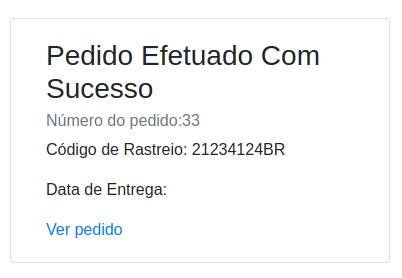 Pedido Efetuado Com
Sucesso
Número do pedido:33
Código de Rastreio: 21234124BR
Data de Entrega:
Ver pedido